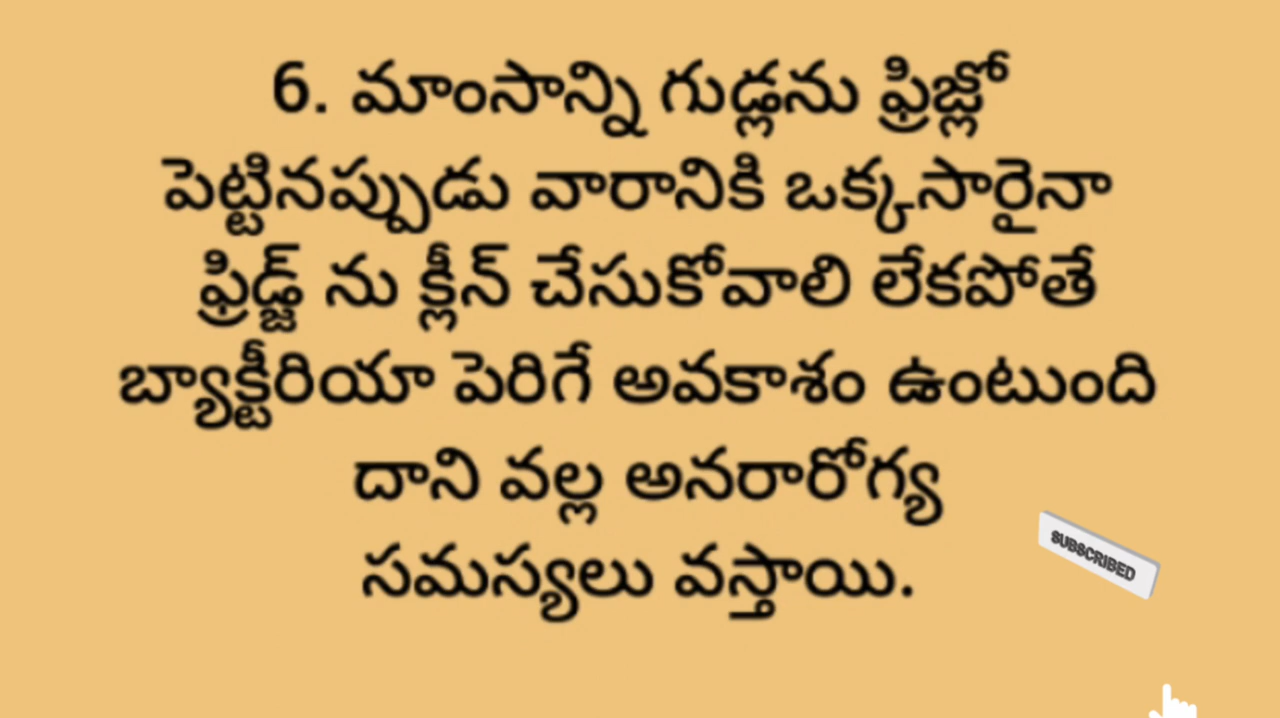 6. మాంసాన్ని గుడ్లను ఫ్రిజ్లో
పెట్టినప్పుడు వారానికి ఒక్కసారైనా
ఫ్రిడ్జ్ ను క్లీన్ చేసుకోవాలి లేకపోతే
బ్యాక్టీరియా పెరిగే అవకాశం ఉంటుంది
దాని వల్ల అనరారోగ్య
సమస్యలు వస్తాయి.
SUBSCRIBED